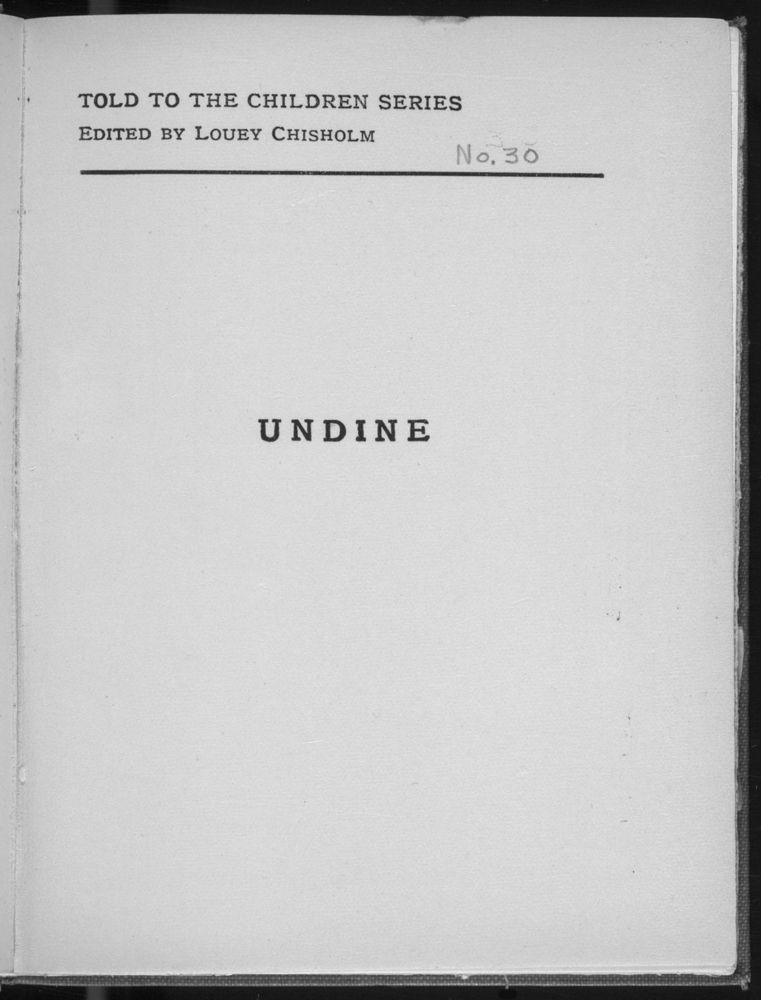 TOLD TO THE CHILDREN SERIES
EDITED BY LOUEY CHISHOLM
No. 30
UNDINE